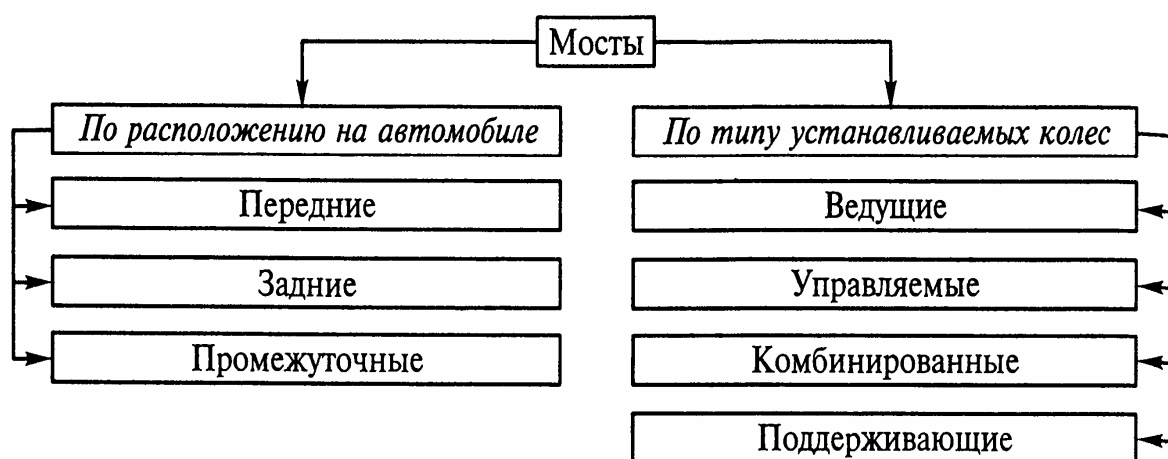 Мосты
По расположению на автомобиле
Передние
Задние
Промежуточные
По типу устанавливаемых колес
Ведущие
Управляемые
Комбинированные
Поддерживающие